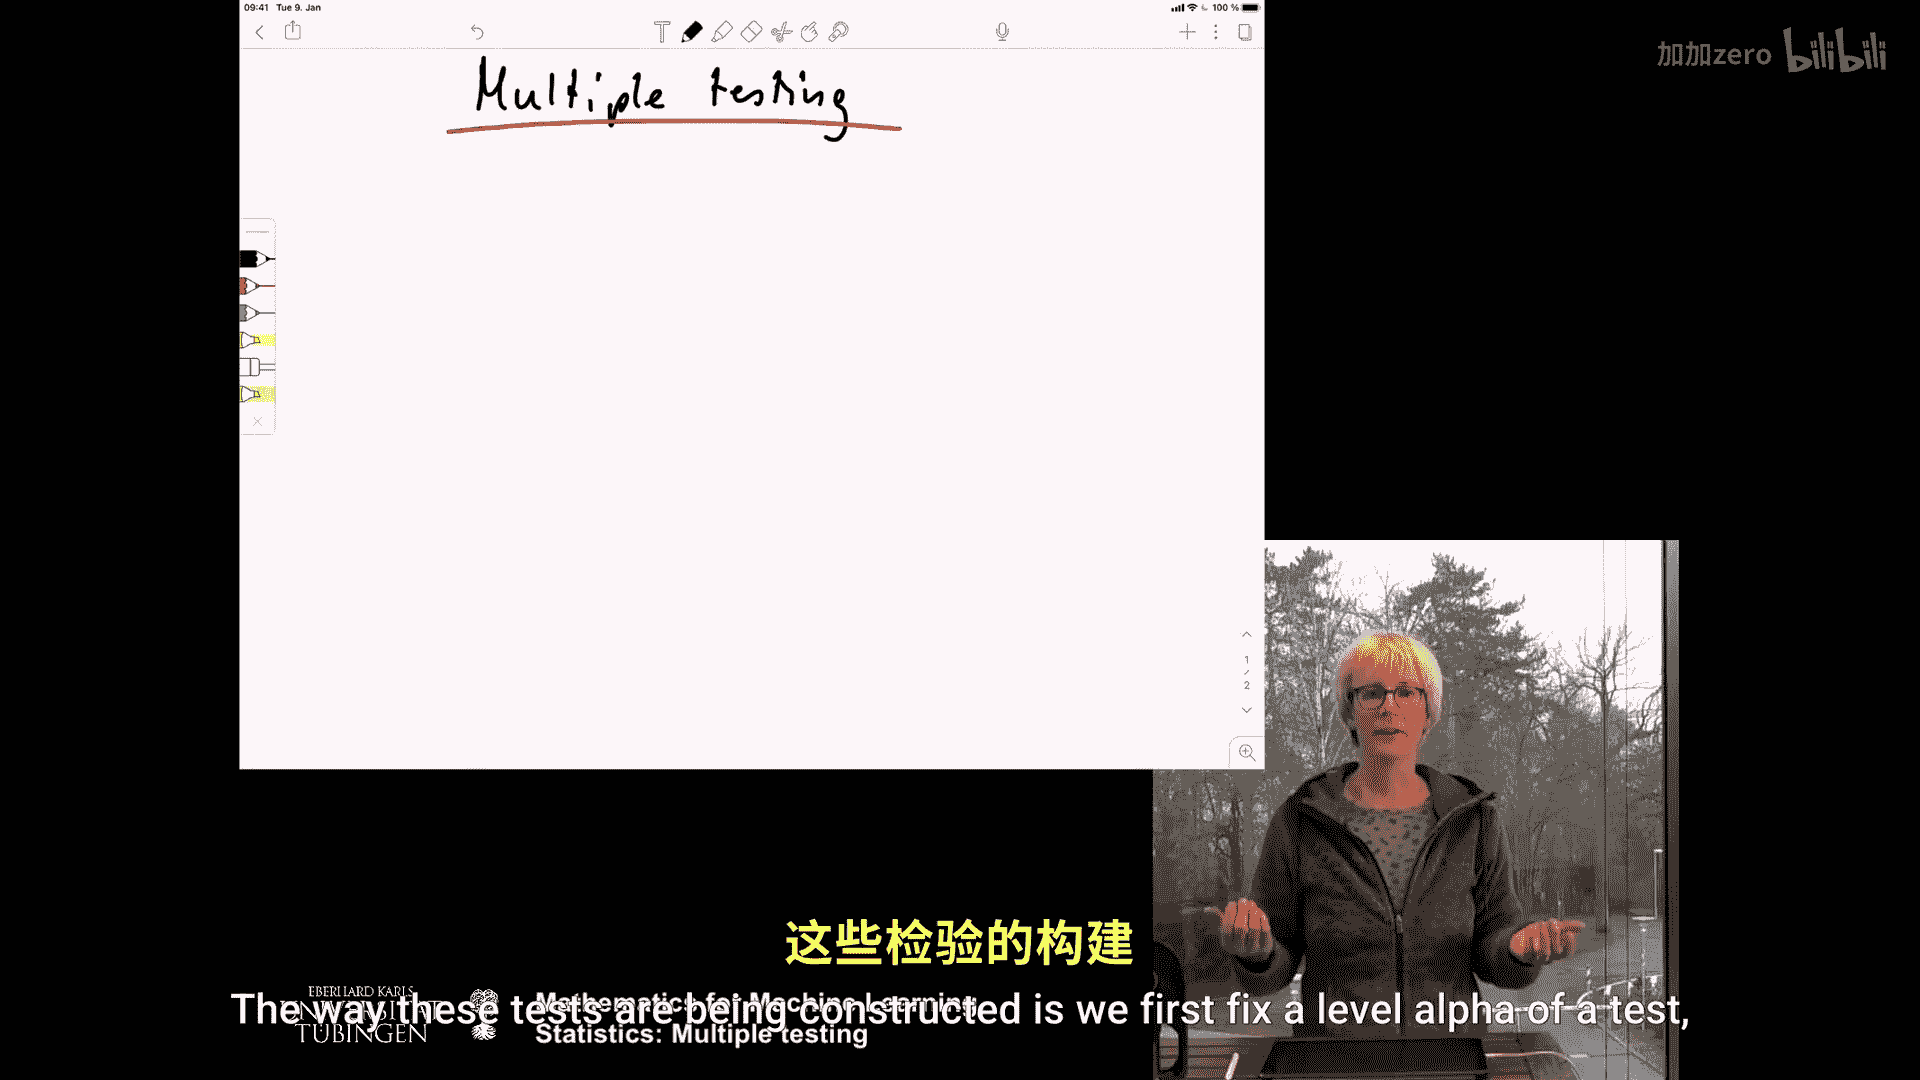 09:41 Tue 9. Jan
100 %
加加zero bilibili
Multiple testing
1
/
2
这些检验的构建
The way these tests are being constructed is we first fix a level alpha of a test,
EBERHARD KARLS
UNIVERSITÄT
TÜBINGEN
Mathematics for Machine Learning
Statistics: Multiple testing